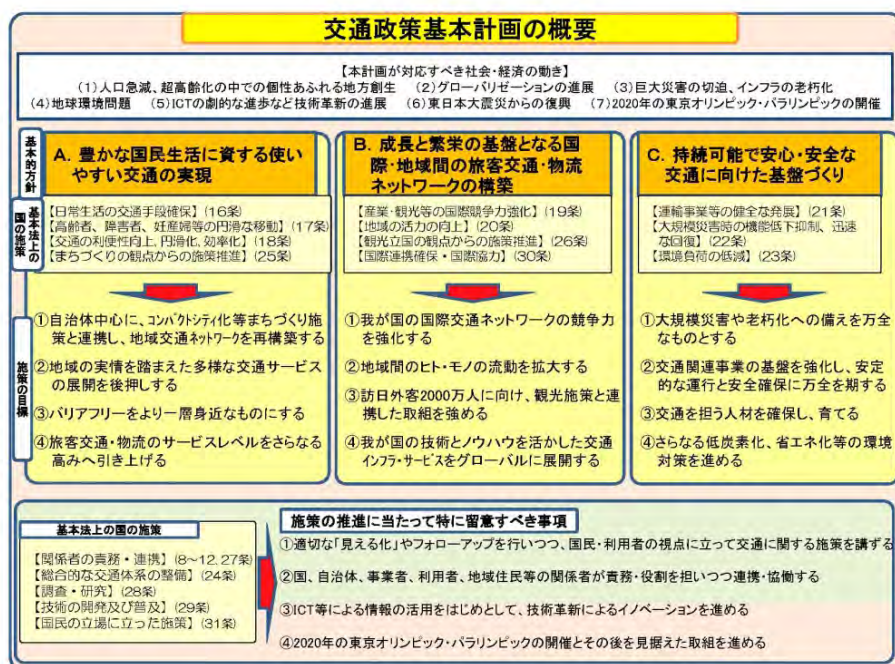 交通政策基本計画の概要
【本計画が対応すべき社会・経済の動き】
(1)人口急減、超高齢化の中での個性あふれる地方創生 (2)グローバリゼーションの進展 (3)巨大災害の切迫、インフラの老朽化
(4)地球環境問題 (5)ICTの劇的な進歩など技術革新の進展 (6)東日本大震災からの復興 (7)2020年の東京オリンピック・パラリンピックの開催
基本的方針
A. 豊かな国民生活に資する使い
やすい交通の実現
B. 成長と繁栄の基盤となる国
際・地域間の旅客交通・物流
ネットワークの構築
C. 持続可能で安心・安全な
交通に向けた基盤づくり
基本法上の
国の施策
【日常生活の交通手段確保】(16条)
【高齢者、障害者、妊産婦等の円滑な移動】(17条)
【交通の利便性向上、円滑化、効率化】(18条)
【まちづくりの観点からの施策推進】(25条)
【産業・観光等の国際競争力強化】(19条)
【地域の活力の向上】(20条)
【観光立国の観点からの施策推進】(26条)
【国際連携確保・国際協力】(30条)
【運輸事業等の健全な発展】(21条)
【大規模災害時の機能低下抑制、迅速
な回復】(22条)
【環境負荷の低減】(23条)
施策の目標
①自治体中心に、コンパクトシティ化等まちづくり施
策と連携し、地域交通ネットワークを再構築する
②地域の実情を踏まえた多様な交通サービス
の展開を後押しする
③バリアフリーをより一層身近なものにする
④旅客交通・物流のサービスレベルをさらなる
高みへ引き上げる
①我が国の国際交通ネットワークの競争力
を強化する
②地域間のヒト・モノの流動を拡大する
③訪日外客2000万人に向け、観光施策と連
携した取組を強める
④我が国の技術とノウハウを活かした交通
インフラ・サービスをグローバルに展開する
①大規模災害や老朽化への備えを万全
なものとする
②交通関連事業の基盤を強化し、安定
的な運行と安全確保に万全を期する
③交通を担う人材を確保し、育てる
④さらなる低炭素化、省エネ化等の環境
対策を進める
基本法上の国の施策
【関係者の責務・連携】(8~12,27条)
【総合的な交通体系の整備】(24条)
【調査・研究】(28条)
【技術の開発及び普及】(29条)
【国民の立場に立った施策】(31条)
施策の推進に当たって特に留意すべき事項
①適切な「見える化」やフォローアップを行いつつ、国民・利用者の視点に立って交通に関する施策を講ずる
②国、自治体、事業者、利用者、地域住民等の関係者が責務・役割を担いつつ連携・協働する
③ICT等による情報の活用をはじめとして、技術革新によるイノベーションを進める
④2020年の東京オリンピック・パラリンピックの開催とその後を見据えた取組を進める